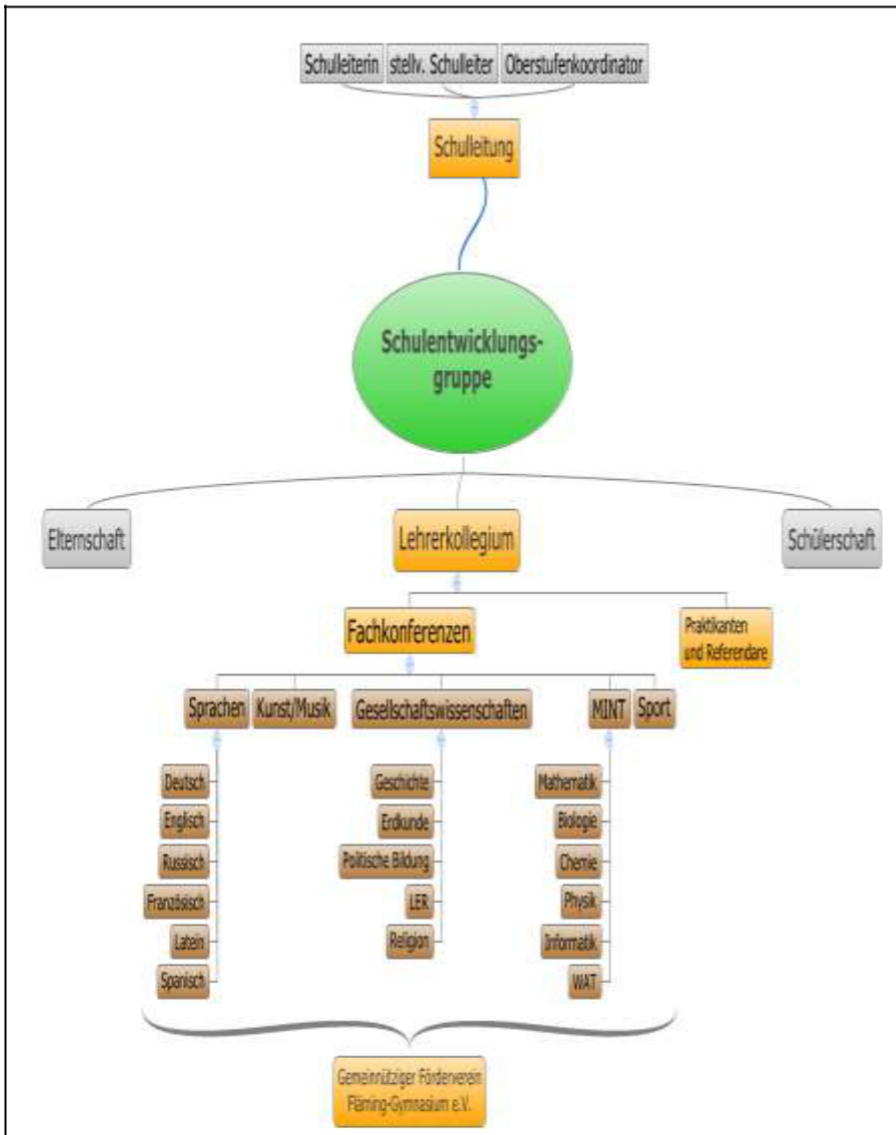 Schulleiterin
stellv. Schulleiter
Oberstufenkoordinator
Schulleitung
Schulentwicklungs-
gruppe
Elternschaft
Lehrerkollegium
Schülerschaft
Fachkonferenzen
Praktikanten
und Referendare
Sprachen
Kunst/Musik
Gesellschaftswissenschaften
MINT
Sport
Deutsch
Englisch
Russisch
Französisch
Latein
Spanisch
Geschichte
Erdkunde
Politische Bildung
LER
Religion
Mathematik
Biologie
Chemie
Physik
Informatik
WAT
Gemeinnütziger Förderverein
Fläming-Gymnasium e.V.